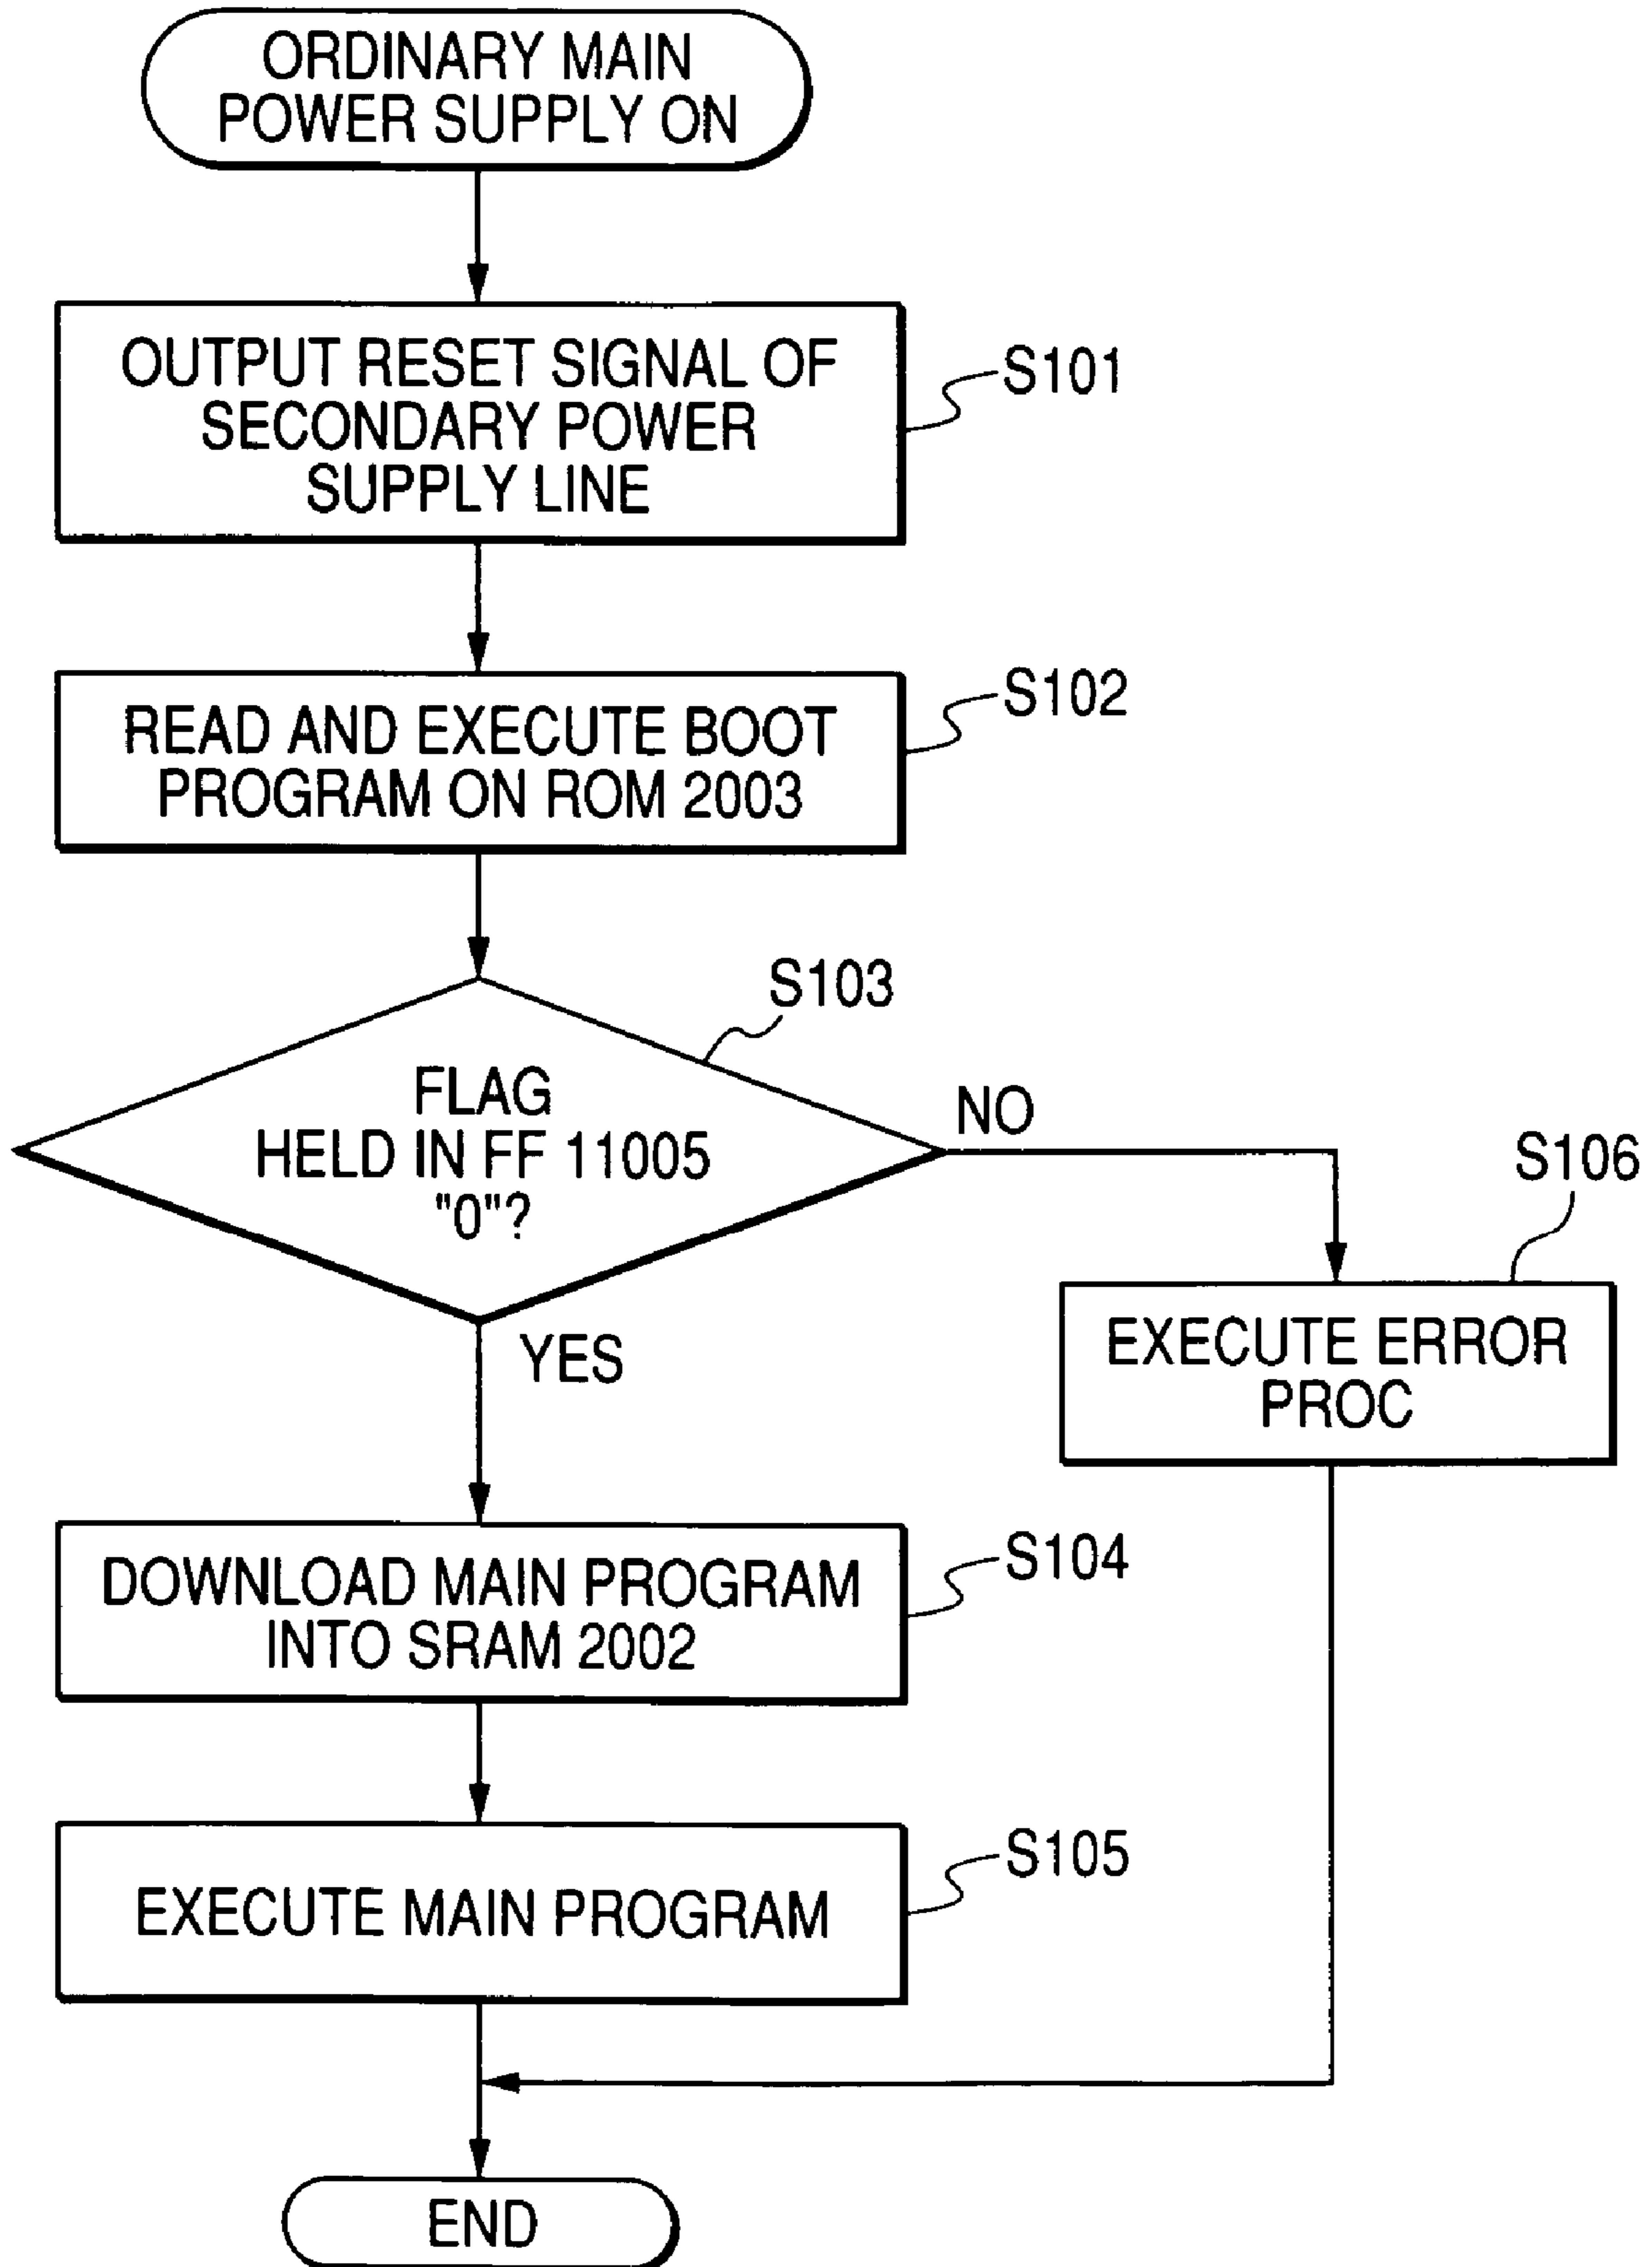 ORDINARY MAIN
POWER SUPPLY ON
OUTPUT RESET SIGNAL OF
SECONDARY POWER
SUPPLY LINE
S101
READ AND EXECUTE BOOT
PROGRAM ON ROM 2003
S102
S103
FLAG
HELD IN FF 11005
"0"?
NO
YES
S106
EXECUTE ERROR
PROC
DOWNLOAD MAIN PROGRAM
INTO SRAM 2002
S104
EXECUTE MAIN PROGRAM
S105
END